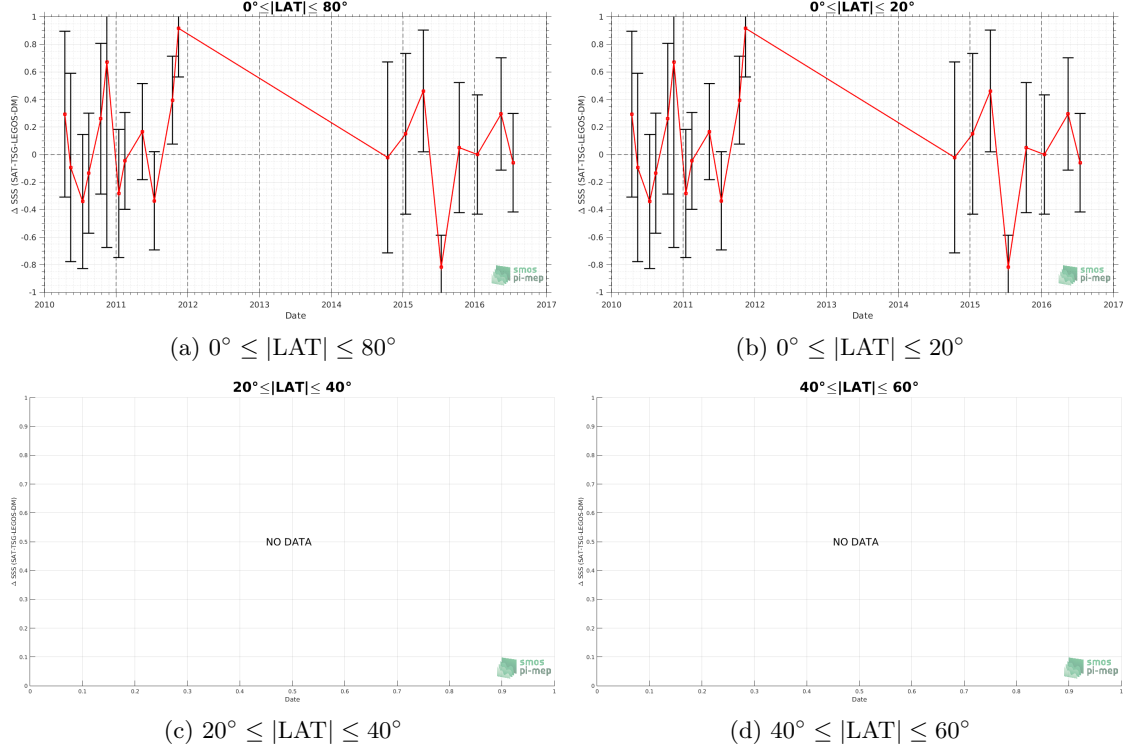 0°≤|LAT|≤ 80°
1
0.8
0.6
0.4
0.2
0
-0.2
-0.4
-0.6
-0.8
-1
Δ SSS (SAT-TSG-LEGOS-DM)
2010 2011 2012 2013 2014 2015 2016 2017
Date
smos
pi-mep
(a) 0° ≤ |LAT| ≤ 80°
0°≤|LAT|≤ 20°
1
0.8
0.6
0.4
0.2
0
-0.2
-0.4
-0.6
-0.8
-1
Δ SSS (SAT-TSG-LEGOS-DM)
2010 2011 2012 2013 2014 2015 2016 2017
Date
smos
pi-mep
(b) 0° ≤ |LAT| ≤ 20°
20°≤|LAT|≤ 40°
1
0.9
0.8
0.7
0.6
0.5
0.4
0.3
0.2
0.1
0
Δ SSS (SAT-TSG-LEGOS-DM)
NO DATA
0 0.1 0.2 0.3 0.4 0.5 0.6 0.7 0.8 0.9 1
Date
smos
pi-mep
(c) 20° ≤ |LAT| ≤ 40°
40°≤|LAT|≤ 60°
1
0.9
0.8
0.7
0.6
0.5
0.4
0.3
0.2
0.1
0
Δ SSS (SAT-TSG-LEGOS-DM)
NO DATA
0 0.1 0.2 0.3 0.4 0.5 0.6 0.7 0.8 0.9 1
Date
smos
pi-mep
(d) 40° ≤ |LAT| ≤ 60°